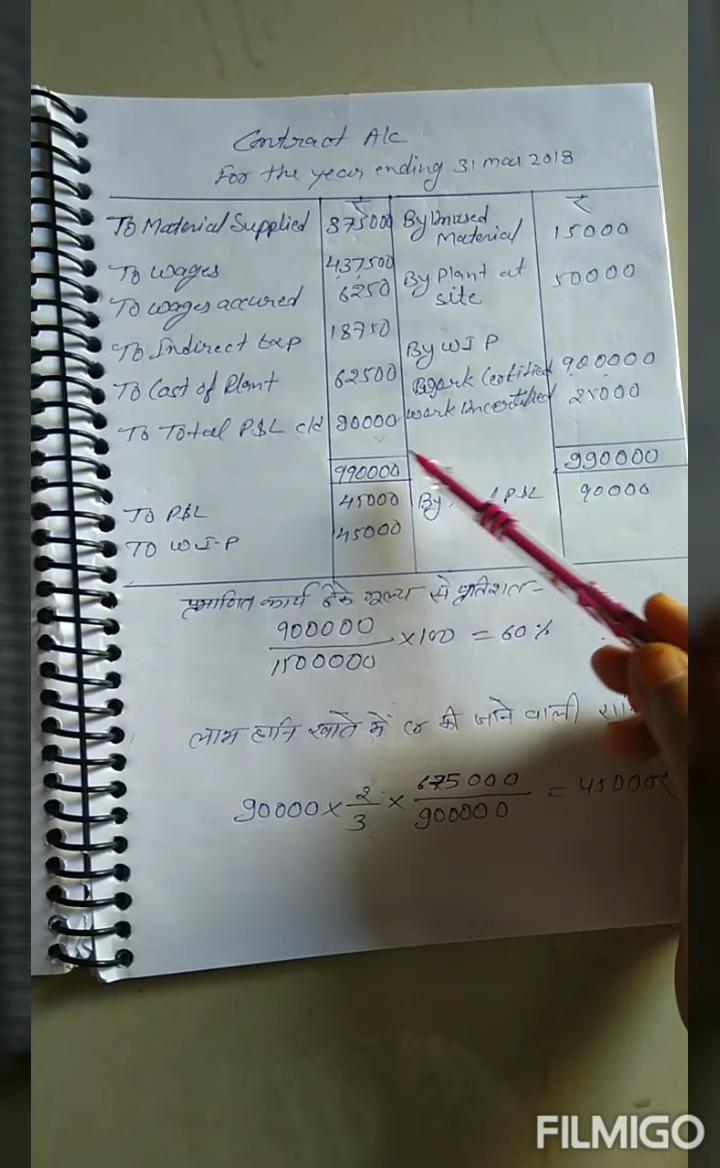 Contract A/c
For the year ending 31 Mar 2018
₹ ₹
To Material Supplied 375000 By Unused Material 15000
To wages 437500
To wages accured 6250 By Plant at site 50000
To Indirect Exp 18750
By W I P
To Cost of Plant 62500 Work Certified 900000
To Total P&L c/d 90000 Work Uncertified 25000
990000 990000
To P&L 45000 By P&L 90000
To W-I-P 45000
प्रमाणित कार्य ठेके मूल्य से प्रतिशत =
900000
/ 1500000 × 100 = 60%
लाभ हानि खाते में Cr की जाने वाली
90000 × 2/3 × 675000/900000 = 45000
FILMIGO